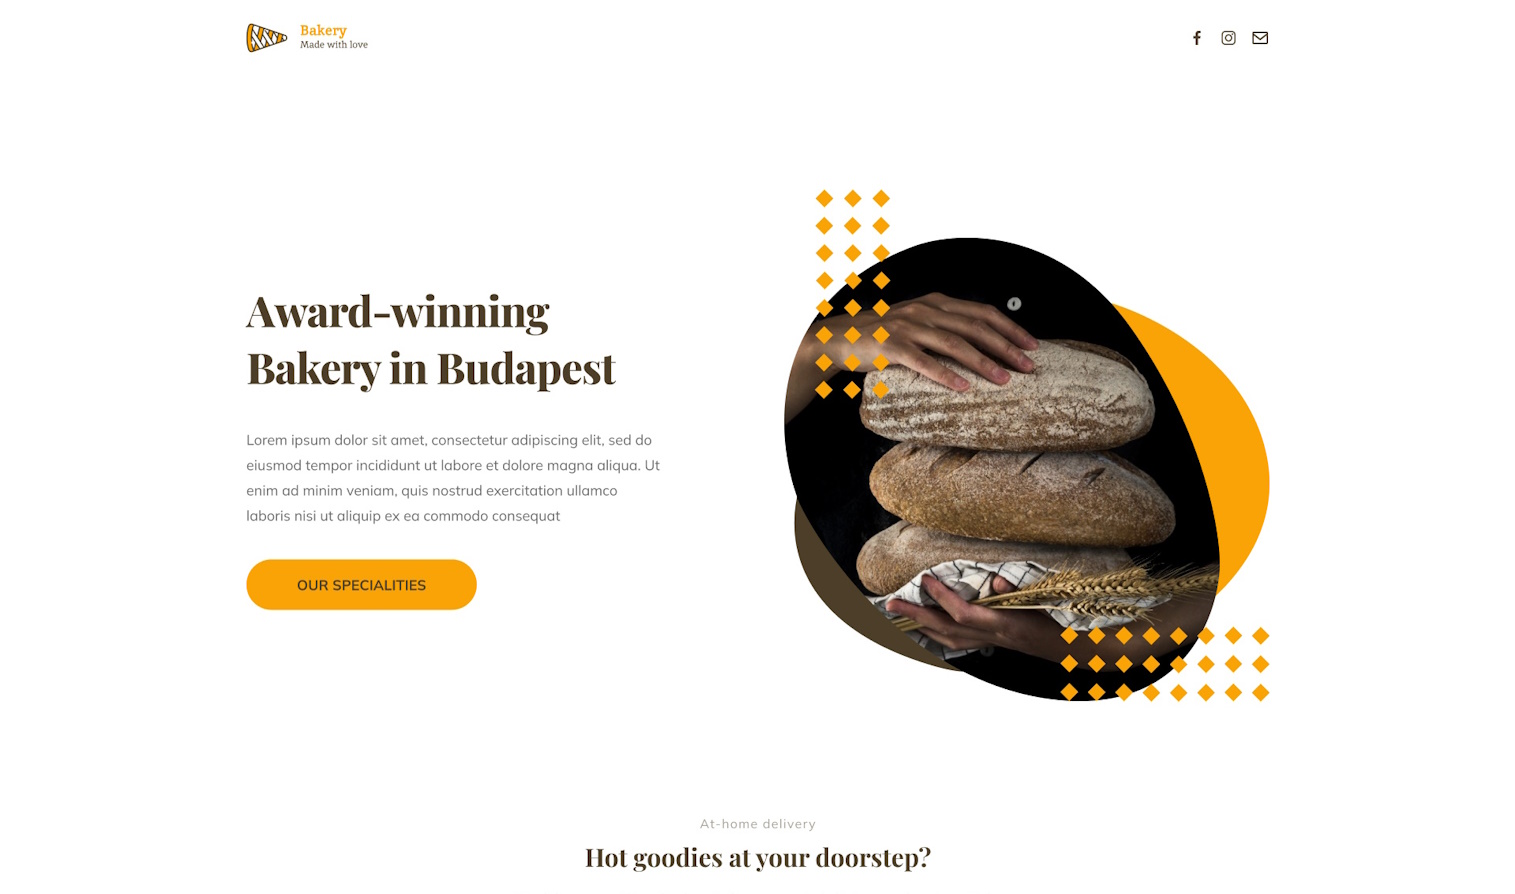 Bakery
Made with love
Award-winning
Bakery in Budapest
Lorem ipsum dolor sit amet, consectetur adipiscing elit, sed do
eiusmod tempor incididunt ut labore et dolore magna aliqua. Ut
enim ad minim veniam, quis nostrud exercitation ullamco
laboris nisi ut aliquip ex ea commodo consequat
OUR SPECIALITIES
At-home delivery
Hot goodies at your doorstep?